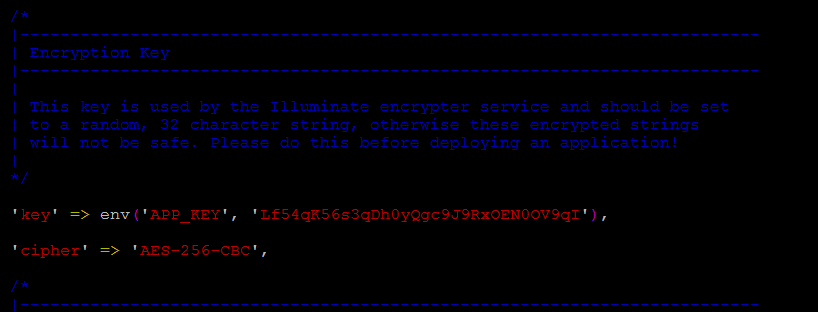 /*
|--------------------------------------------------------------------------
| Encryption Key
|--------------------------------------------------------------------------
|
| This key is used by the Illuminate encrypter service and should be set
| to a random, 32 character string, otherwise these encrypted strings
| will not be safe. Please do this before deploying an application!
|
*/
'key' => env('APP_KEY', 'Lf54qK56s3qDh0yQgc9J9RxOEN0OV9qI'),
'cipher' => 'AES-256-CBC',
/*
|--------------------------------------------------------------------------